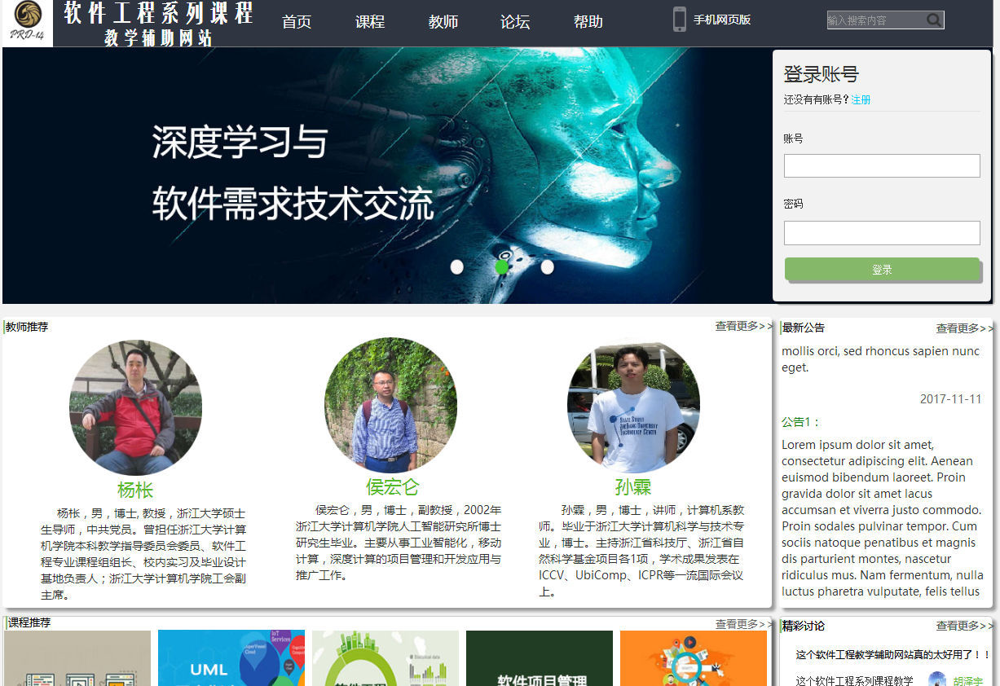 软件工程系列课程
教学辅助网站
PRD-14
首页 课程 教师 论坛 帮助
手机网页版
输入搜索内容
深度学习与
软件需求技术交流
登录账号
还没有有账号？注册
账号
密码
登录
教师推荐
查看更多>>
杨枨
杨枨，男，博士, 教授，浙江大学硕士
生导师，中共党员。曾担任浙江大学计算
机学院本科教学指导委员会委员、软件工
程专业课程组组长、校内实习及毕业设计
基地负责人；浙江大学计算机学院工会副
主席。
侯宏仑
侯宏仑，男，博士，副教授，2002年
浙江大学计算机学院人工智能研究所博士
研究生毕业。主要从事工业智能化，移动
计算，深度计算的项目管理和开发应用与
推广工作。
孙霖
孙霖，男，博士，讲师，计算机系教
师。毕业于浙江大学计算机科学与技术专
业，博士。主持浙江省科技厅、浙江省自
然科学基金项目各1项，学术成果发表在
ICCV、UbiComp、ICPR等一流国际会议
上。
最新公告
查看更多>>
mollis orci, sed rhoncus sapien nunc
eget.
2017-11-11
公告1：
Lorem ipsum dolor sit amet,
consectetur adipiscing elit. Aenean
euismod bibendum laoreet. Proin
gravida dolor sit amet lacus
accumsan et viverra justo commodo.
Proin sodales pulvinar tempor. Cum
sociis natoque penatibus et magnis
dis parturient montes, nascetur
ridiculus mus. Nam fermentum, nulla
luctus pharetra vulputate, felis tellus
课程推荐
查看更多>>
UML
IoT
Services
软件工程
软件项目管理
精彩讨论
查看更多>>
这个软件工程教学辅助网站真的太好用了！！
这个软件工程系列课程教学
胡泽宇